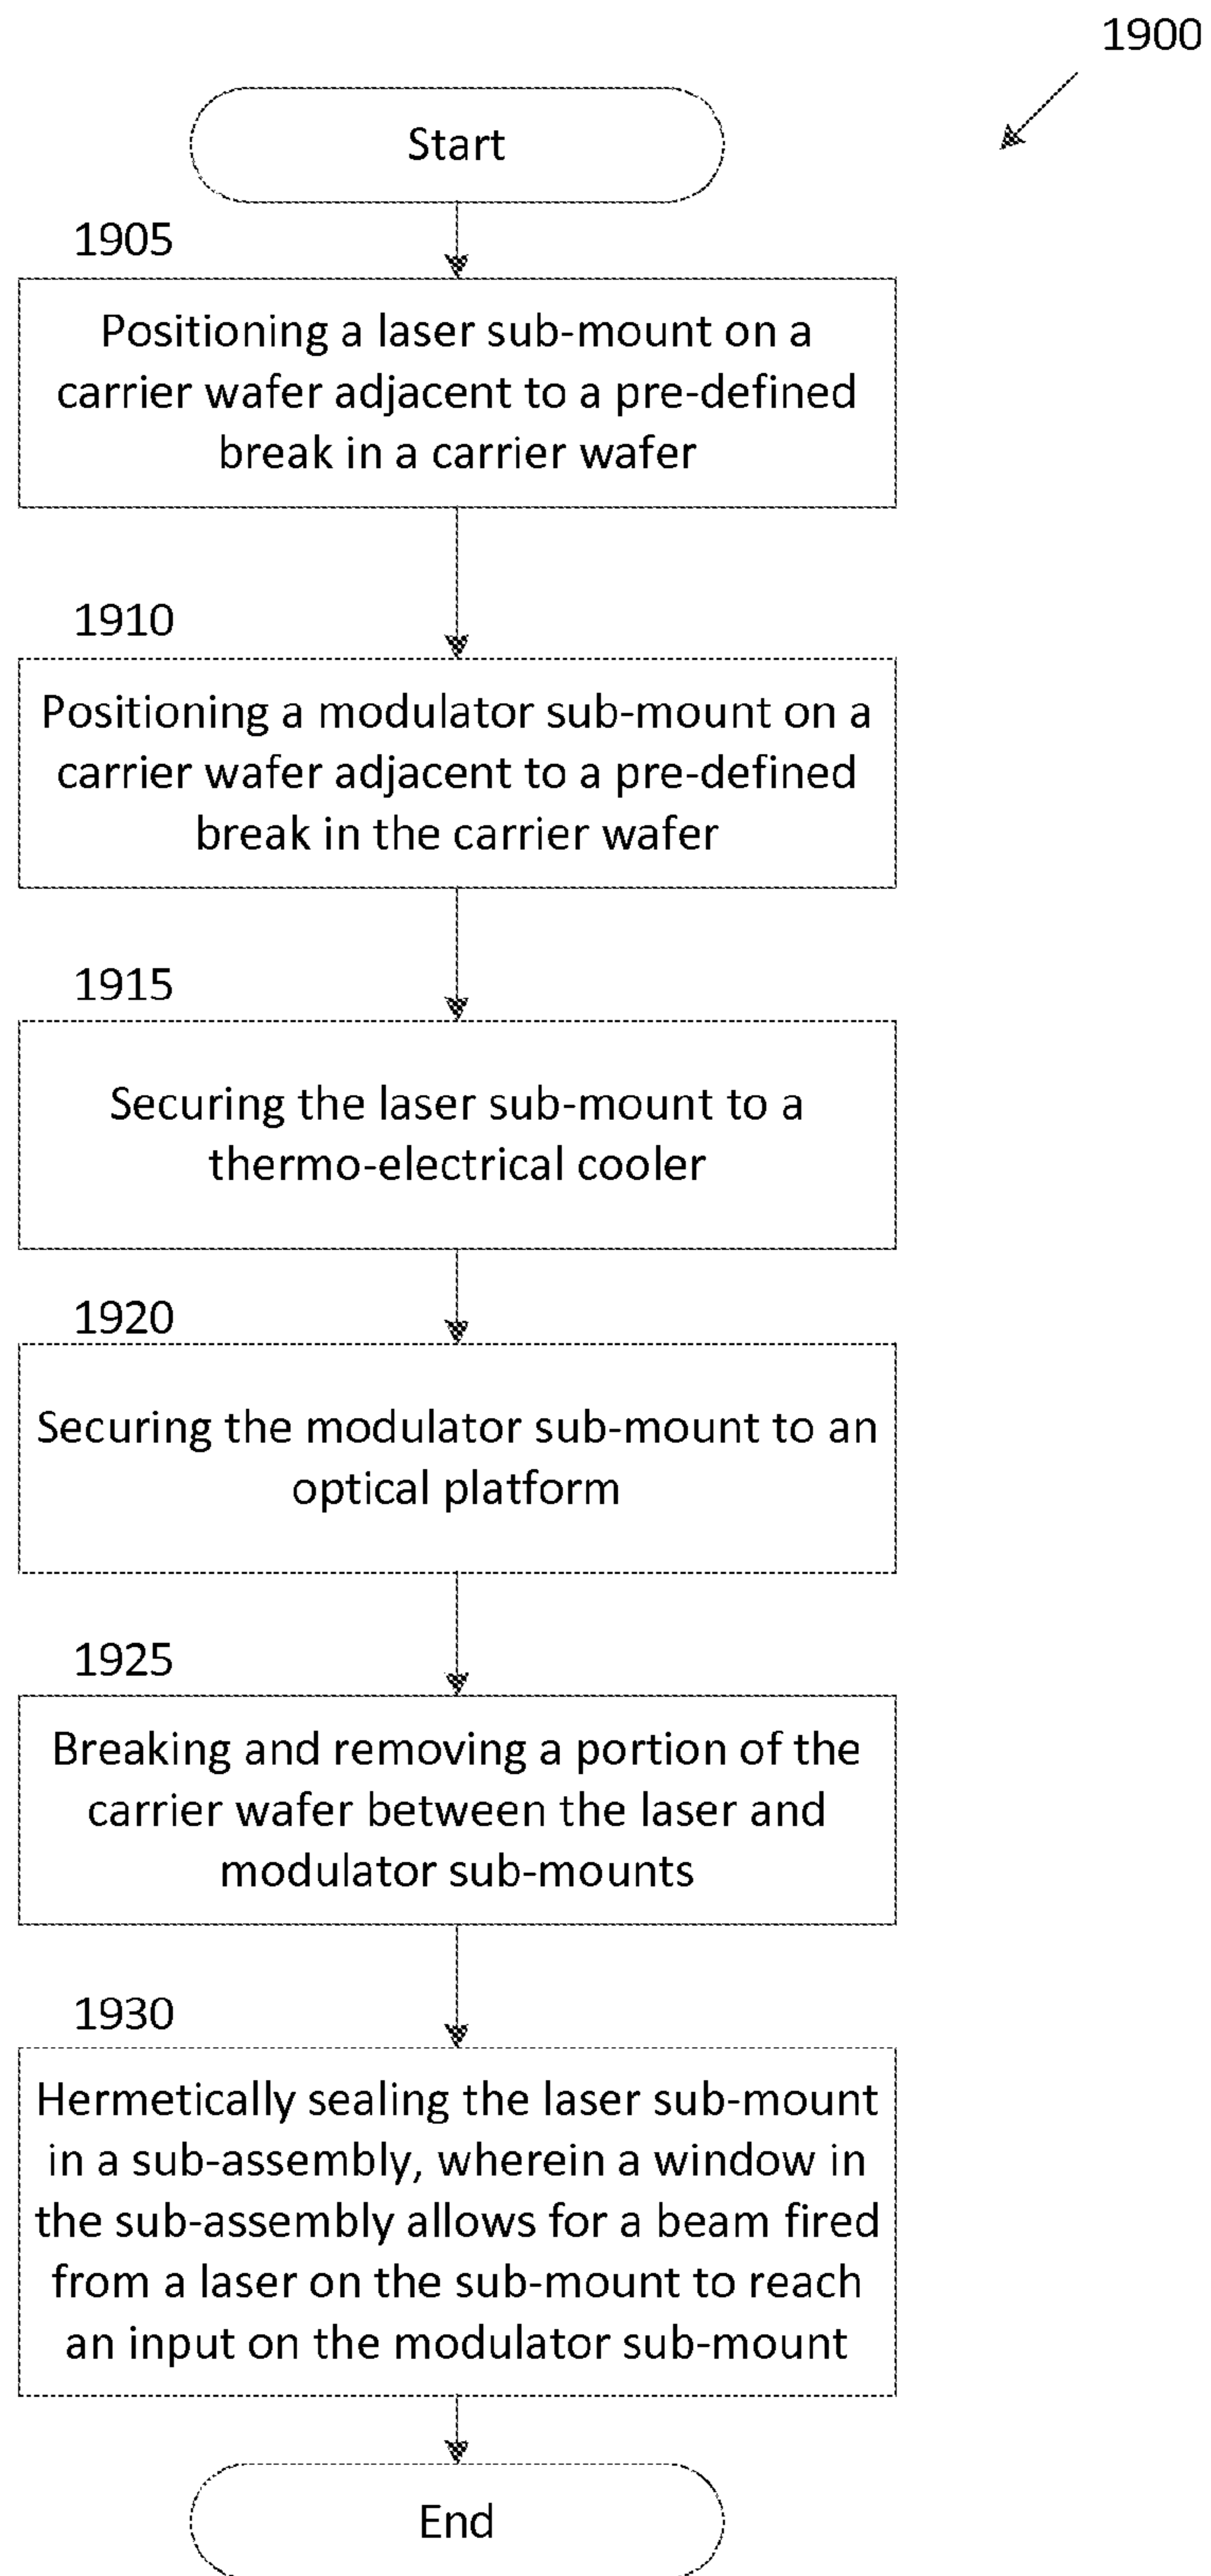 1900
Start
1905
Positioning a laser sub-mount on a
carrier wafer adjacent to a pre-defined
break in a carrier wafer
1910
Positioning a modulator sub-mount on a
carrier wafer adjacent to a pre-defined
break in the carrier wafer
1915
Securing the laser sub-mount to a
thermo-electrical cooler
1920
Securing the modulator sub-mount to an
optical platform
1925
Breaking and removing a portion of the
carrier wafer between the laser and
modulator sub-mounts
1930
Hermetically sealing the laser sub-mount
in a sub-assembly, wherein a window in
the sub-assembly allows for a beam fired
from a laser on the sub-mount to reach
an input on the modulator sub-mount
End